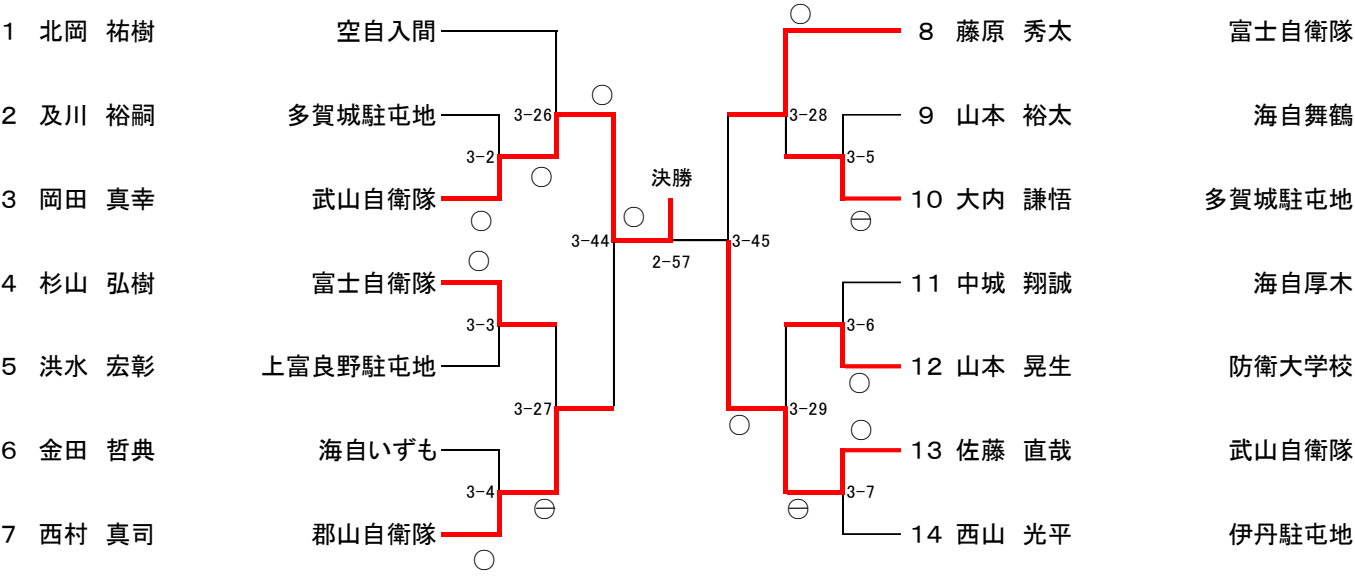 1 北岡 祐樹 空自入間
2 及川 裕嗣 多賀城駐屯地
3 岡田 真幸 武山自衛隊
4 杉山 弘樹 富士自衛隊
5 洪水 宏彰 上富良野駐屯地
6 金田 哲典 海自いずも
7 西村 真司 郡山自衛隊
3-26
3-2
3-44
3-3
3-27
3-4
決勝
2-57
8 藤原 秀太 富士自衛隊
9 山本 裕太 海自舞鶴
10 大内 謙悟 多賀城駐屯地
11 中城 翔誠 海自厚木
12 山本 晃生 防衛大学校
13 佐藤 直哉 武山自衛隊
14 西山 光平 伊丹駐屯地
3-28
3-5
3-45
3-6
3-29
3-7